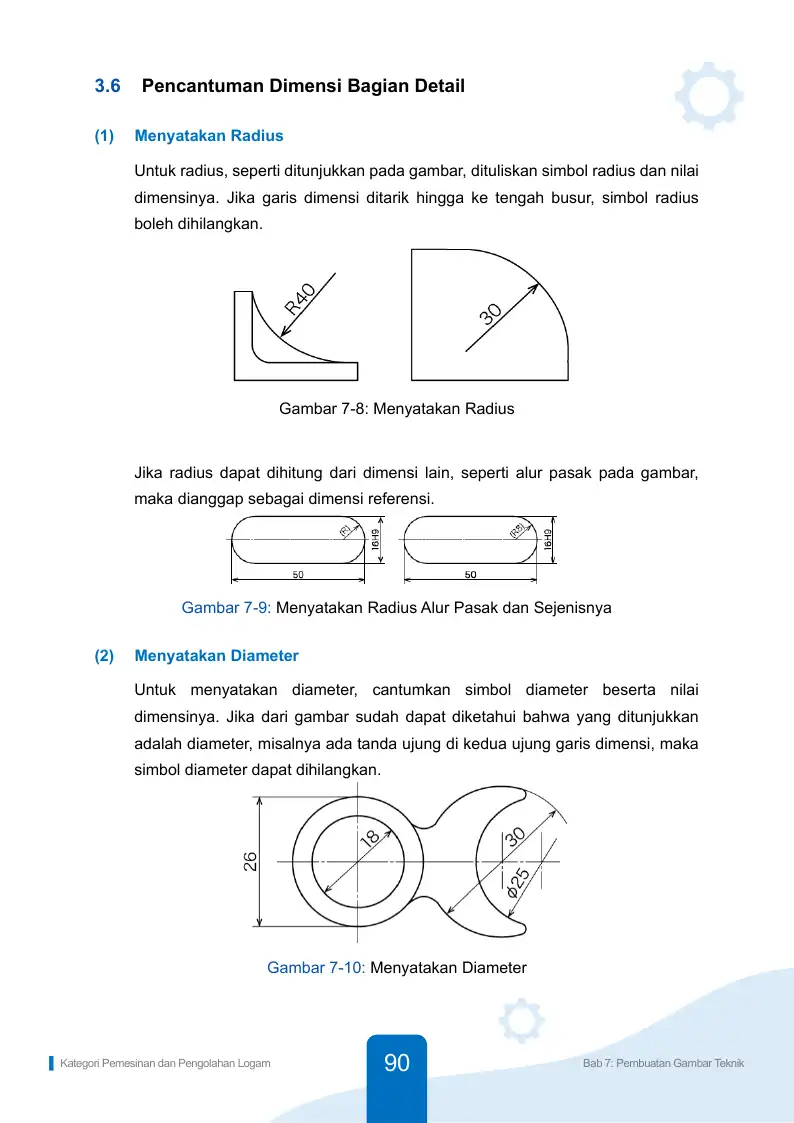 3.6 Pencantuman Dimensi Bagian Detail
(1) Menyatakan Radius
Untuk radius, seperti ditunjukkan pada gambar, dituliskan simbol radius dan nilai
dimensinya. Jika garis dimensi ditarik hingga ke tengah busur, simbol radius
boleh dihilangkan.
R40
30
Gambar 7-8: Menyatakan Radius
Jika radius dapat dihitung dari dimensi lain, seperti alur pasak pada gambar,
maka dianggap sebagai dimensi referensi.
(R)
16H9
50
(R8)
16H9
50
Gambar 7-9: Menyatakan Radius Alur Pasak dan Sejenisnya
(2) Menyatakan Diameter
Untuk menyatakan diameter, cantumkan simbol diameter beserta nilai
dimensinya. Jika dari gambar sudah dapat diketahui bahwa yang ditunjukkan
adalah diameter, misalnya ada tanda ujung di kedua ujung garis dimensi, maka
simbol diameter dapat dihilangkan.
26
18
30
ϕ25
Gambar 7-10: Menyatakan Diameter
Kategori Pemesinan dan Pengolahan Logam
90
Bab 7: Pembuatan Gambar Teknik